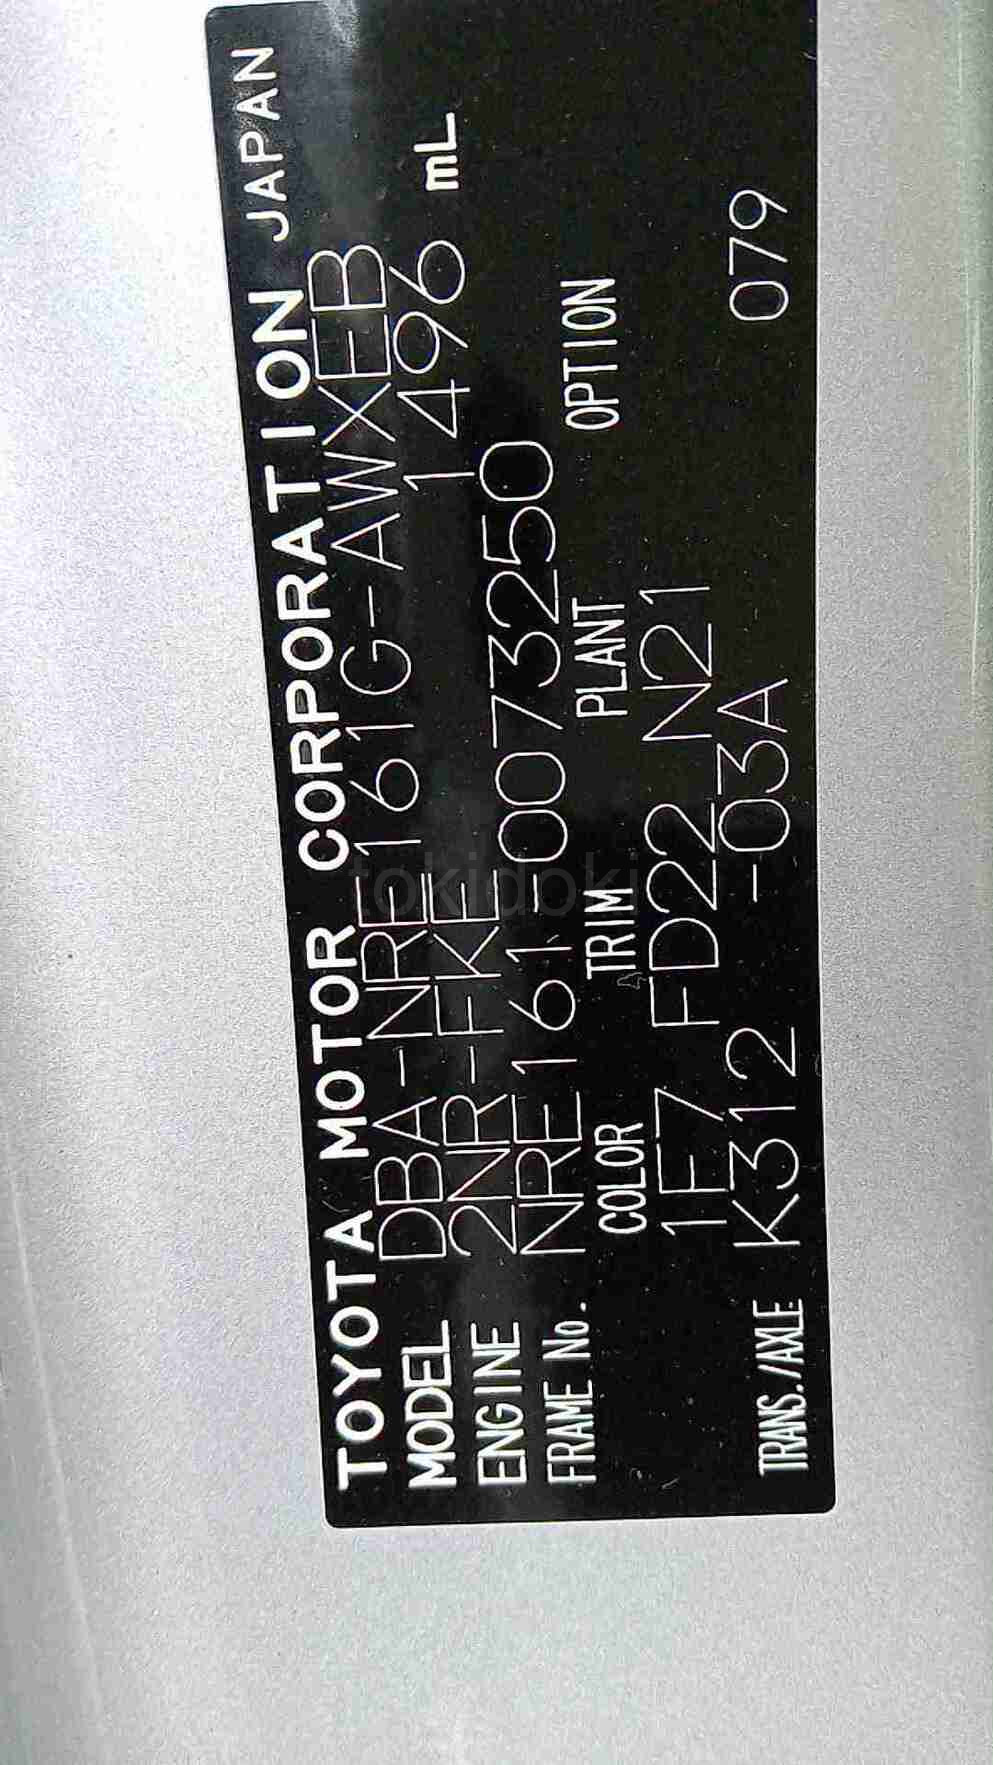 TOYOTA MOTOR CORPORATION JAPAN
MODEL DBA-NRE161G-AWXEB
ENGINE 2NR-FKE 1496 mL
FRAME No. NRE161-0073250
COLOR TRIM PLANT OPTION
1F7 FD22 N21
TRANS./AXLE K312 -03A 079
tokidoki